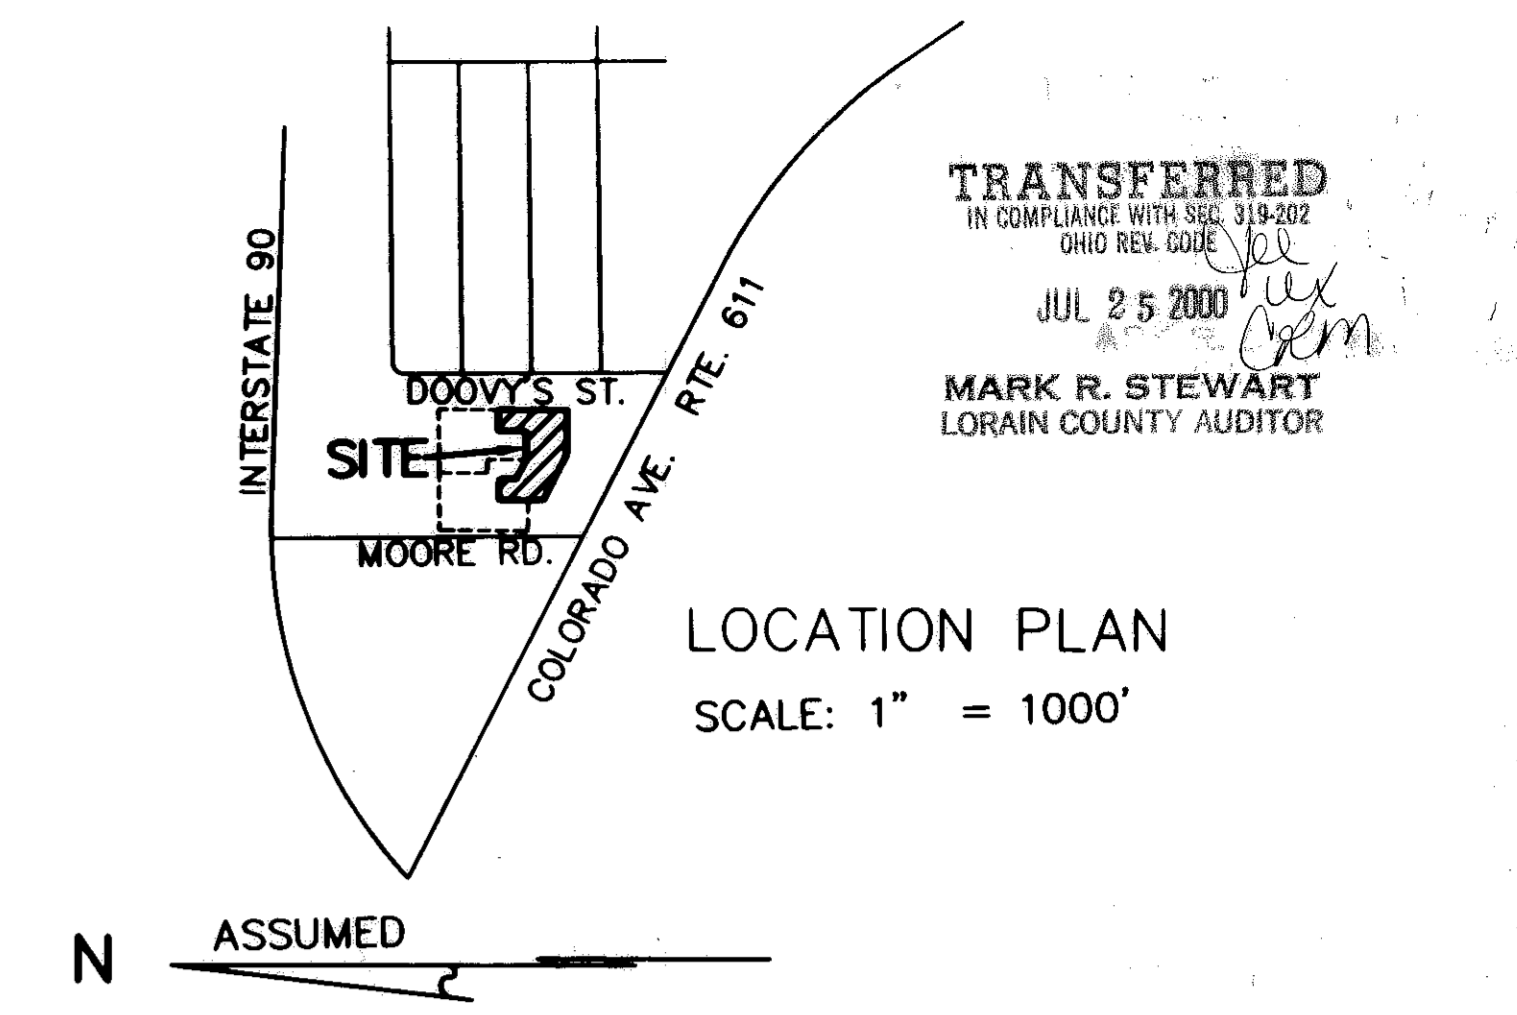 TRANSFERRED
IN COMPLIANCE WITH SEC. 319-202
OHIO REV. CODE
JUL 25 2000
MARK R. STEWART
LORAIN COUNTY AUDITOR
INTERSTATE 90
DOOVYS ST.
SITE
MOORE RD.
COLORADO AVE. RTE. 611
LOCATION PLAN
SCALE: 1" = 1000'
N
ASSUMED